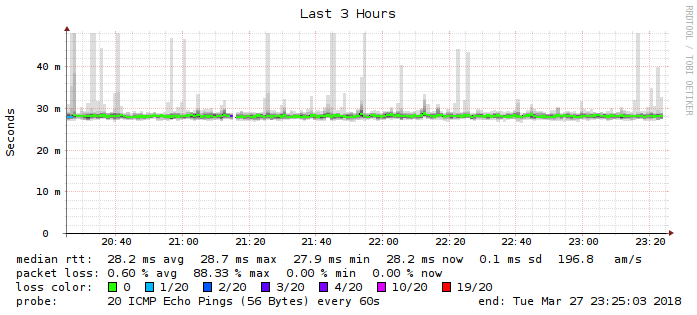 Last 3 Hours
RRDTOOL / TOBI OETIKER
Seconds
40 m
30 m
20 m
10 m
0
20:40 21:00 21:20 21:40 22:00 22:20 22:40 23:00 23:20
median rtt: 28.2 ms avg 28.7 ms max 27.9 ms min 28.2 ms now 0.1 ms sd 196.8 am/s
packet loss: 0.60 % avg 88.33 % max 0.00 % min 0.00 % now
loss color: 0 1/20 2/20 3/20 4/20 10/20 19/20
probe: 20 ICMP Echo Pings (56 Bytes) every 60s end: Tue Mar 27 23:25:03 2018